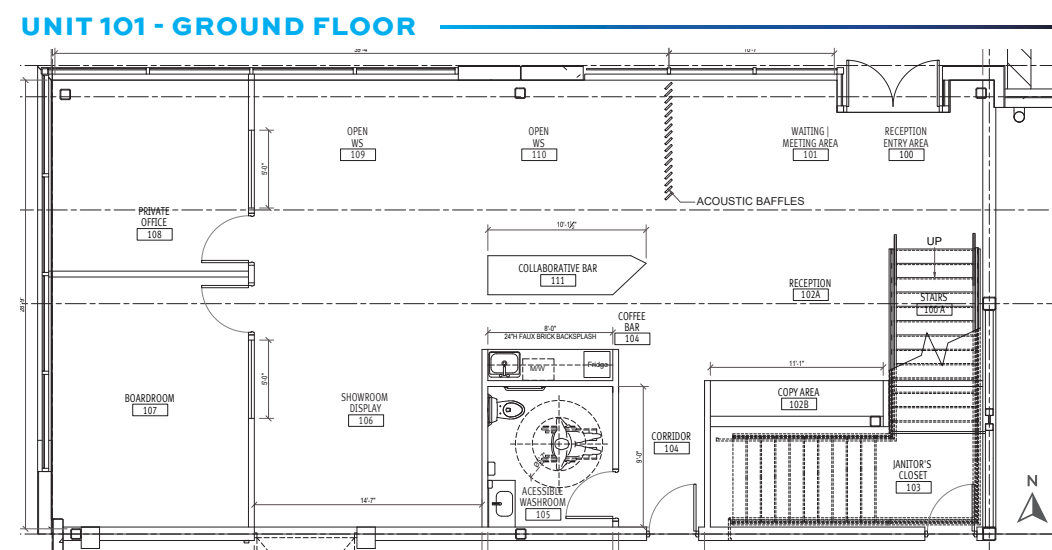 UNIT 101 - GROUND FLOOR
OPEN
WS
109
OPEN
WS
110
WAITING |
MEETING AREA
101
RECEPTION
ENTRY AREA
100
5'-0"
ACOUSTIC BAFFLES
PRIVATE
OFFICE
108
10'-1½"
UP
COLLABORATIVE BAR
111
RECEPTION
102A
STAIRS
100 A
COFFEE
BAR
104
8'-0"
24"H FAUX BRICK BACKSPLASH
M/W
Fridge
11'-1"
5'-0"
BOARDROOM
107
SHOWROOM
DISPLAY
106
COPY AREA
102B
CORRIDOR
104
9'-0"
JANITOR'S
CLOSET
103
ACESSIBLE
WASHROOM
105
14'-7"
N